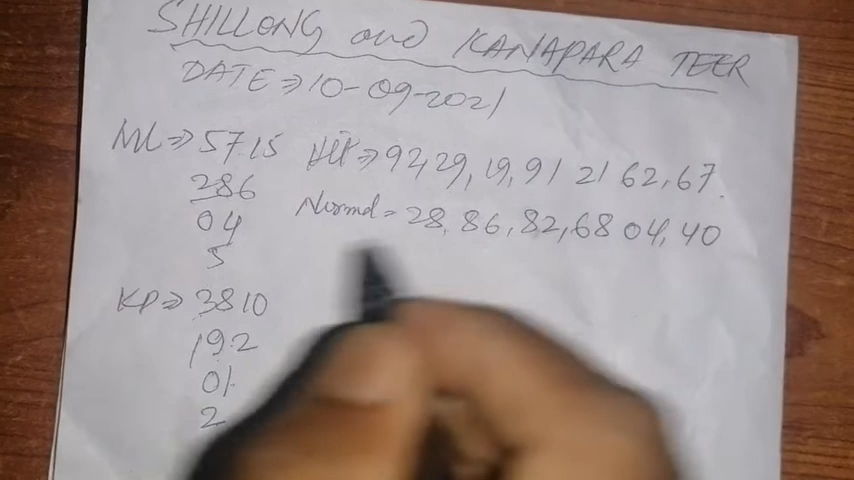 SHILLONG and KANAPARA TEER
DATE⇒10-09-2021
ML⇒5715 Hit⇒92,29,19,91 21 62,67.
286 Normal=28,86,82,68 04,40
04
5
KP⇒3810
192
01
2